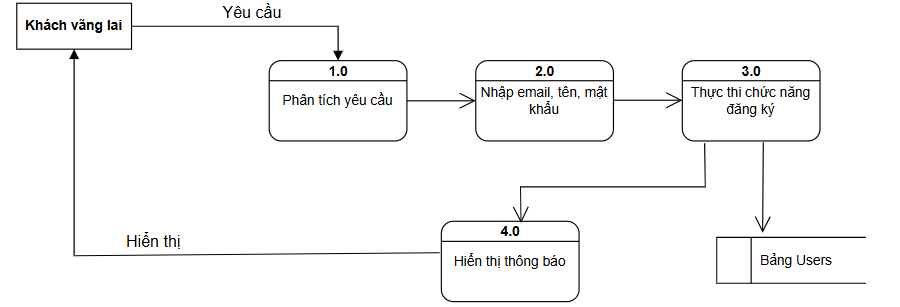 Yêu cầu
Khách vãng lai
1.0
Phân tích yêu cầu
2.0
Nhập email, tên, mật
khẩu
3.0
Thực thi chức năng
đăng ký
4.0
Hiển thị thông báo
Hiển thị
Bảng Users